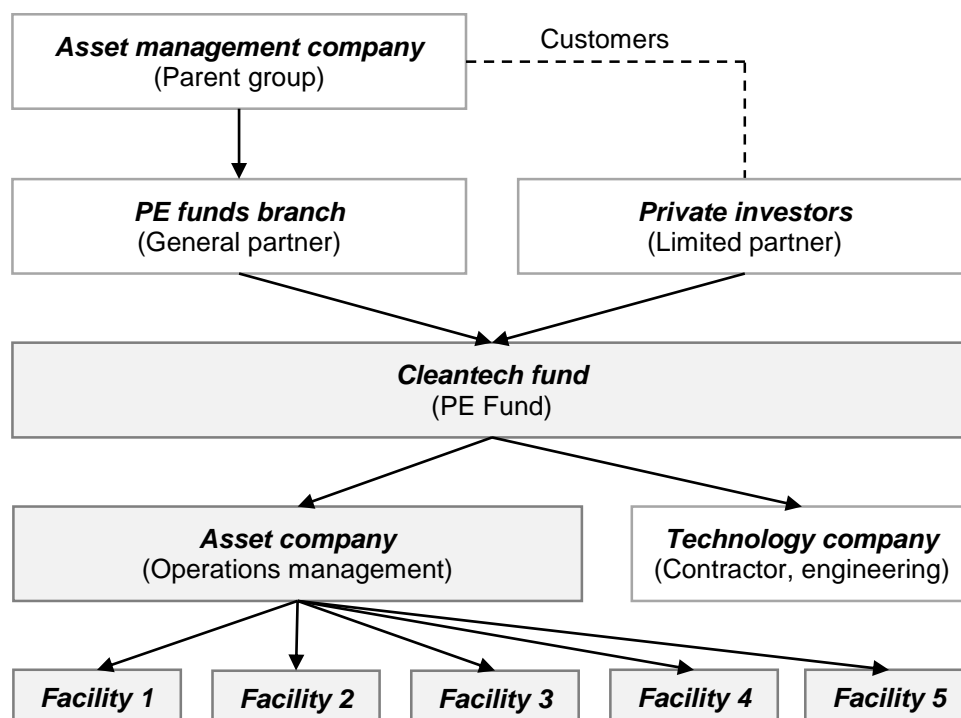 Asset management company
(Parent group)
Customers
PE funds branch
(General partner)
Private investors
(Limited partner)
Cleantech fund
(PE Fund)
Asset company
(Operations management)
Technology company
(Contractor, engineering)
Facility 1
Facility 2
Facility 3
Facility 4
Facility 5